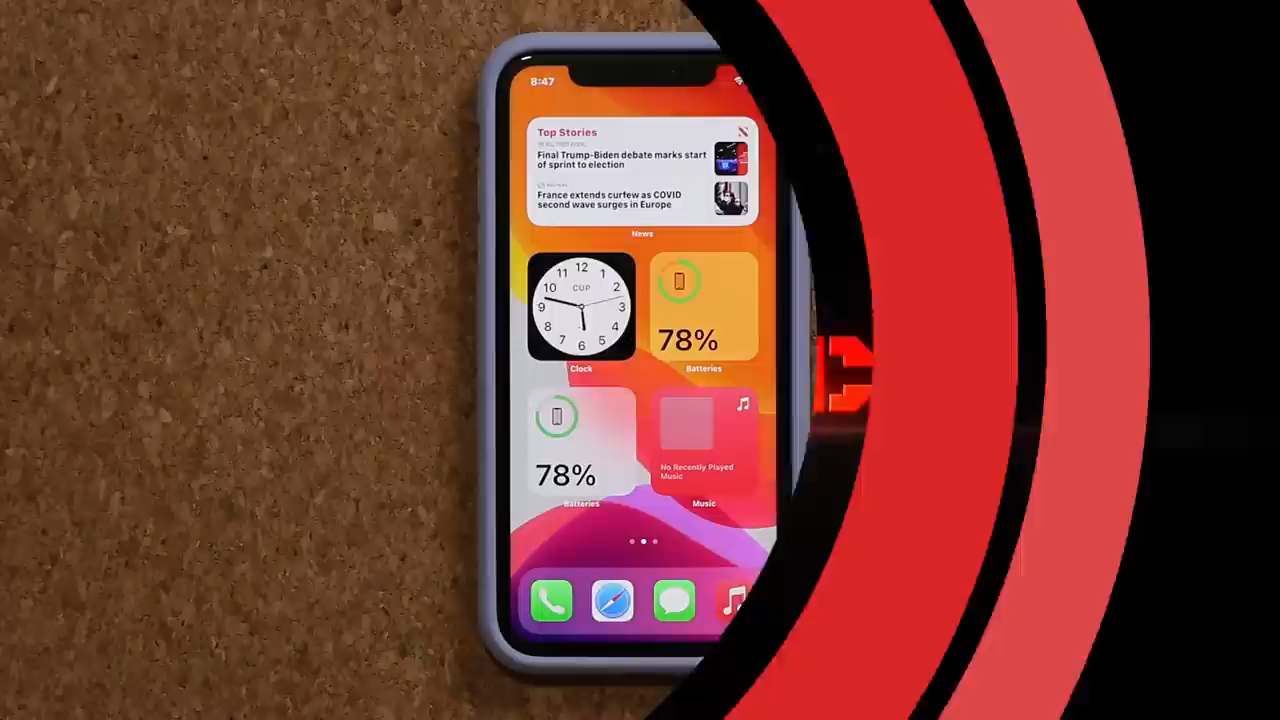 8:47
Top Stories
Final Trump-Biden debate marks start
of sprint to election
France extends curfew as COVID
second wave surges in Europe
News
12
11 1
10 CUP 2
9 3
8 4
7 5
6
78%
Clock
Batteries
78%
No Recently Played
Music
Batteries
Music